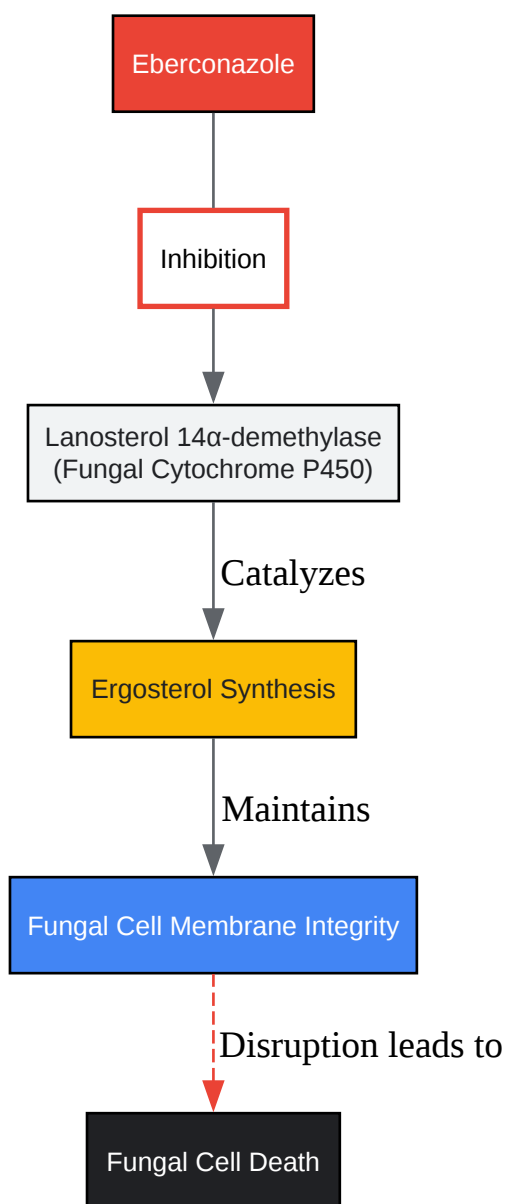 Eberconazole
Inhibition
Lanosterol 14α-demethylase
(Fungal Cytochrome P450)
Catalyzes
Ergosterol Synthesis
Maintains
Fungal Cell Membrane Integrity
Disruption leads to
Fungal Cell Death